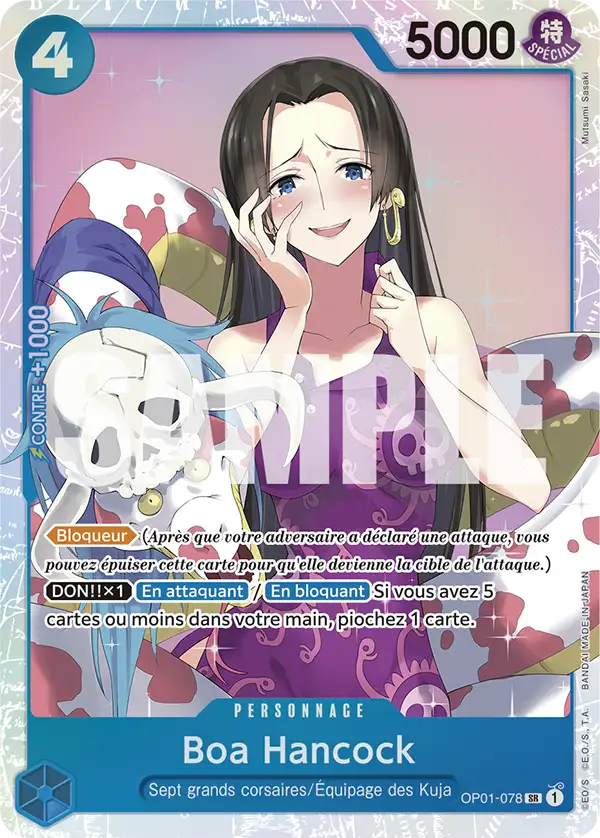 4
5000
特
SPÉCIAL
Mutsumi Sasaki
CONTRE +1000
SAMPLE
Bloqueur (Après que votre adversaire a déclaré une attaque, vous
pouvez épuiser cette carte pour qu'elle devienne la cible de l'attaque.)
DON!!×1 En attaquant / En bloquant Si vous avez 5
cartes ou moins dans votre main, piochez 1 carte.
PERSONNAGE
Boa Hancock
Sept grands corsaires/Équipage des Kuja
OP01-078 SR 1
©E.O/S ©E.O./S., T.A. BANDAI MADE IN JAPAN